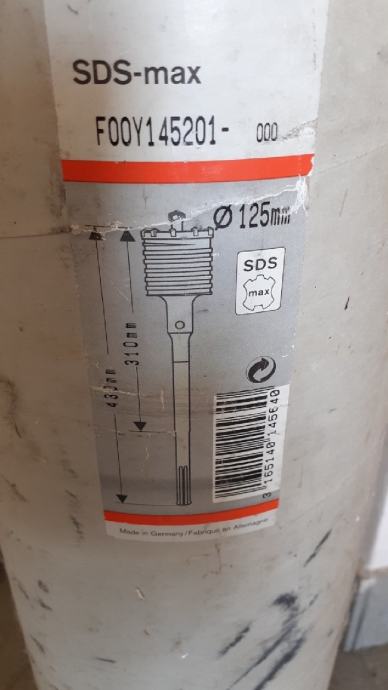 SDS-max
F00Y145201- 000
Ø 125mm
SDS
max
310mm
430mm
3 165140 145640
Made in Germany/Fabriqué en Allemagne